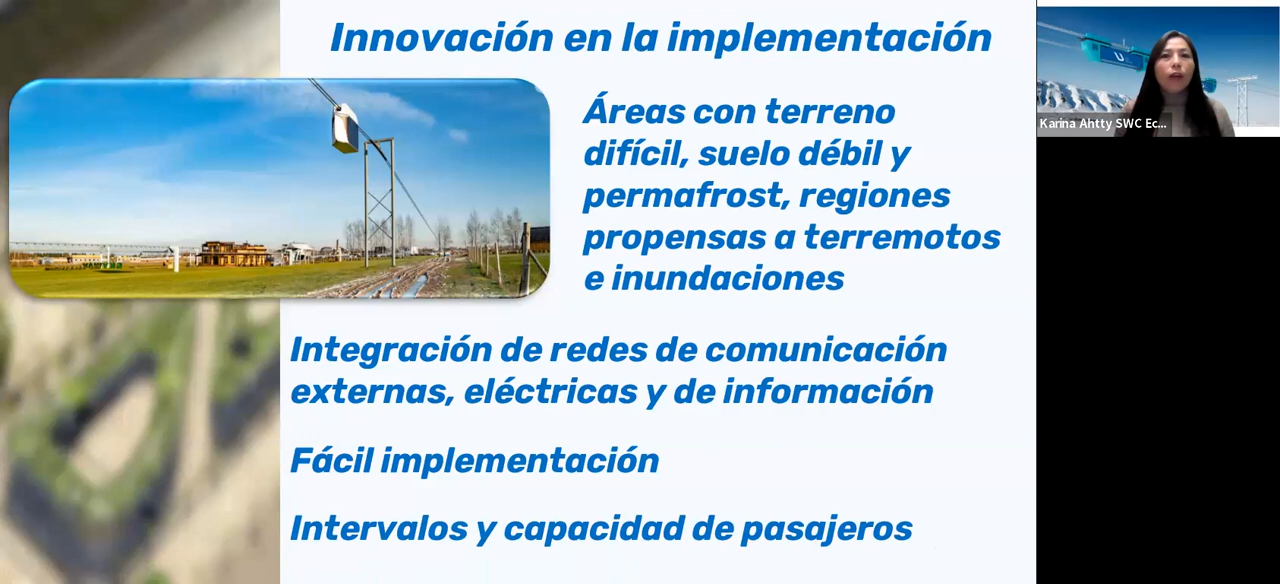 Innovación en la implementación
Áreas con terreno
difícil, suelo débil y
permafrost, regiones
propensas a terremotos
e inundaciones
Integración de redes de comunicación
externas, eléctricas y de información
Fácil implementación
Intervalos y capacidad de pasajeros
Karina Ahtty SWC Ec...